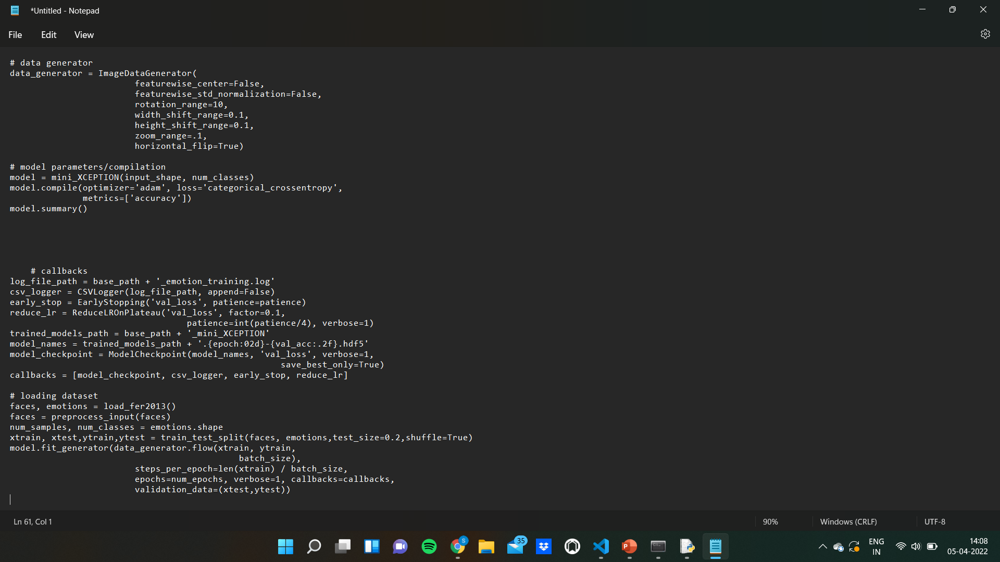 *Untitled - Notepad
File Edit View
# data generator
data_generator = ImageDataGenerator(
                        featurewise_center=False,
                        featurewise_std_normalization=False,
                        rotation_range=10,
                        width_shift_range=0.1,
                        height_shift_range=0.1,
                        zoom_range=.1,
                        horizontal_flip=True)
# model parameters/compilation
model = mini_XCEPTION(input_shape, num_classes)
model.compile(optimizer='adam', loss='categorical_crossentropy',
              metrics=['accuracy'])
model.summary()
    # callbacks
log_file_path = base_path + '_emotion_training.log'
csv_logger = CSVLogger(log_file_path, append=False)
early_stop = EarlyStopping('val_loss', patience=patience)
reduce_lr = ReduceLROnPlateau('val_loss', factor=0.1,
                                  patience=int(patience/4), verbose=1)
trained_models_path = base_path + '_mini_XCEPTION'
model_names = trained_models_path + '.{epoch:02d}-{val_acc:.2f}.hdf5'
model_checkpoint = ModelCheckpoint(model_names, 'val_loss', verbose=1,
                                                    save_best_only=True)
callbacks = [model_checkpoint, csv_logger, early_stop, reduce_lr]
# loading dataset
faces, emotions = load_fer2013()
faces = preprocess_input(faces)
num_samples, num_classes = emotions.shape
xtrain, xtest,ytrain,ytest = train_test_split(faces, emotions,test_size=0.2,shuffle=True)
model.fit_generator(data_generator.flow(xtrain, ytrain,
                                            batch_size),
                        steps_per_epoch=len(xtrain) / batch_size,
                        epochs=num_epochs, verbose=1, callbacks=callbacks,
                        validation_data=(xtest,ytest))
Ln 61, Col 1 90% Windows (CRLF) UTF-8
S 35 P ENG 14:08
IN 05-04-2022